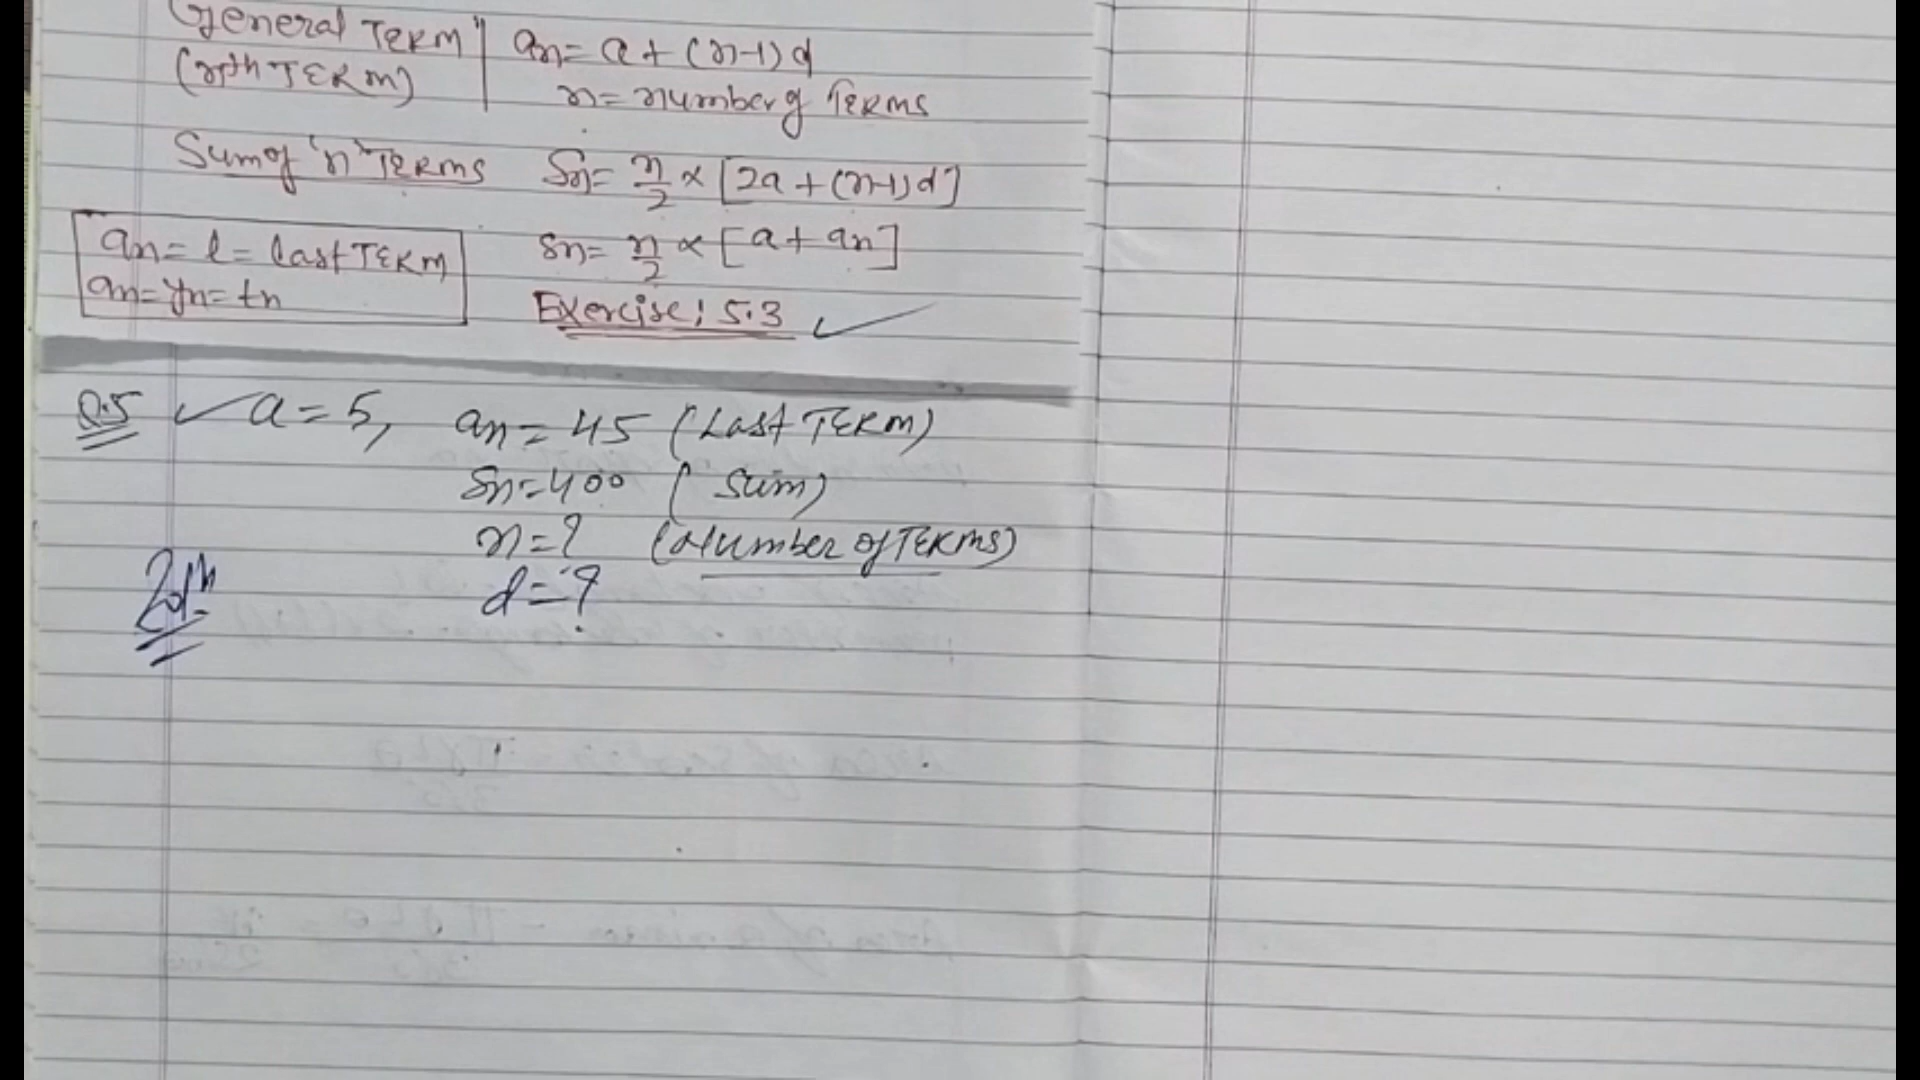 General TERM
(nth TERM)
an = a + (n-1) d
n = number of TERMS
Sum of 'n' TERMS Sn = n/2 × [2a + (n-1)d]
an = l = last TERM
an = yn = tn
Sn = n/2 × [a + an]
Exercise: 5.3 ✓
Q.5 ✓ a = 5, an = 45 (Last TERM)
Sn = 400 (Sum)
n = ? (Number of TERMS)
d = ?